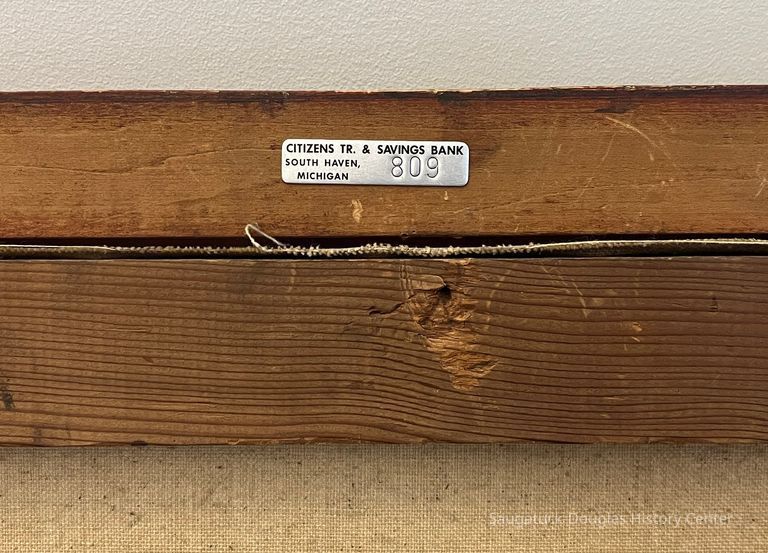 CITIZENS TR. & SAVINGS BANK
SOUTH HAVEN, 809
MICHIGAN
Saugatuck Douglas History Center